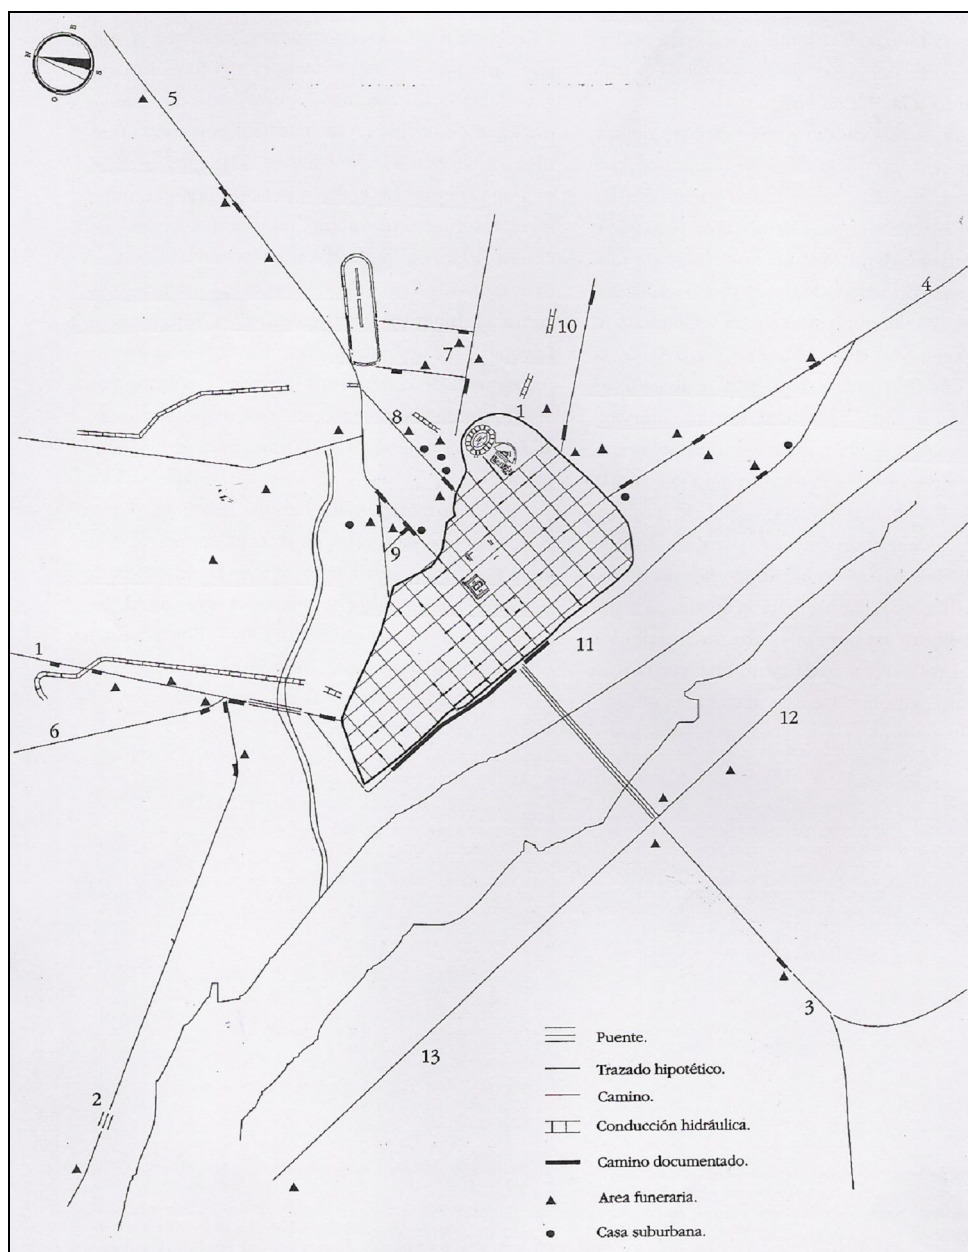 E
N
S
O
5
4
10
7
1
8
9
11
1
12
6
3
13
2
Puente.
Trazado hipotético.
Camino.
Conducción hidráulica.
Camino documentado.
Area funeraria.
Casa suburbana.